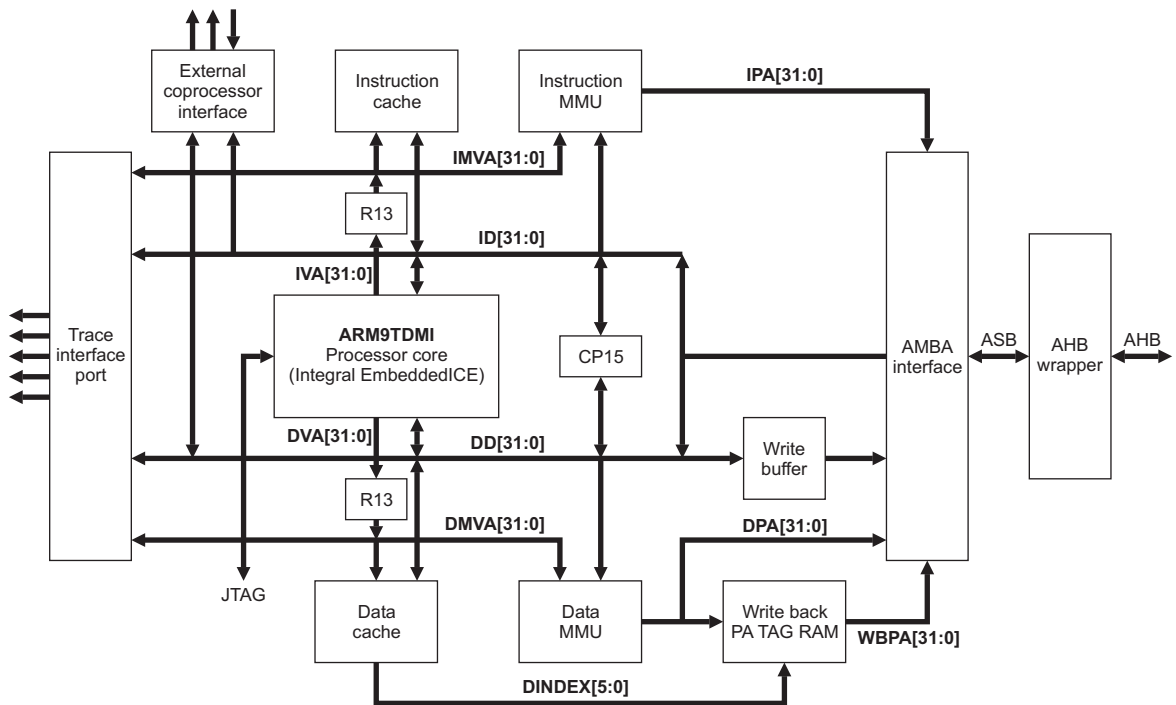 External
coprocessor
interface
Instruction
cache
Instruction
MMU
IPA[31:0]
IMVA[31:0]
R13
ID[31:0]
IVA[31:0]
Trace
interface
port
ARM9TDMI
Processor core
(Integral EmbeddedICE)
CP15
AMBA
interface
ASB
AHB
wrapper
AHB
DVA[31:0]
DD[31:0]
Write
buffer
R13
DMVA[31:0]
DPA[31:0]
JTAG
Data
cache
Data
MMU
Write back
PA TAG RAM
WBPA[31:0]
DINDEX[5:0]